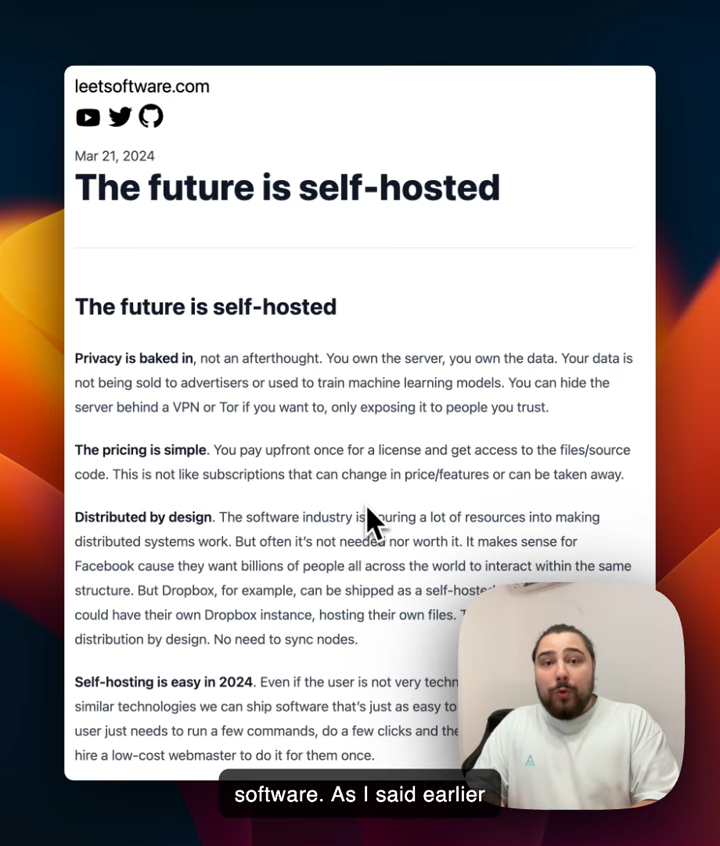 leetsoftware.com
Mar 21, 2024
The future is self-hosted
The future is self-hosted
Privacy is baked in, not an afterthought. You own the server, you own the data. Your data is
not being sold to advertisers or used to train machine learning models. You can hide the
server behind a VPN or Tor if you want to, only exposing it to people you trust.
The pricing is simple. You pay upfront once for a license and get access to the files/source
code. This is not like subscriptions that can change in price/features or can be taken away.
Distributed by design. The software industry is pouring a lot of resources into making
distributed systems work. But often it's not needed nor worth it. It makes sense for
Facebook cause they want billions of people all across the world to interact within the same
structure. But Dropbox, for example, can be shipped as a
could have their own Dropbox instance, hosting their own files.
distribution by design. No need to sync nodes.
Self-hosting is easy in 2024. Even if the user is not very
similar technologies we can ship software that's just as easy to
user just needs to run a few commands, do a few clicks and
hire a low-cost webmaster to do it for them once.
software. As I said earlier